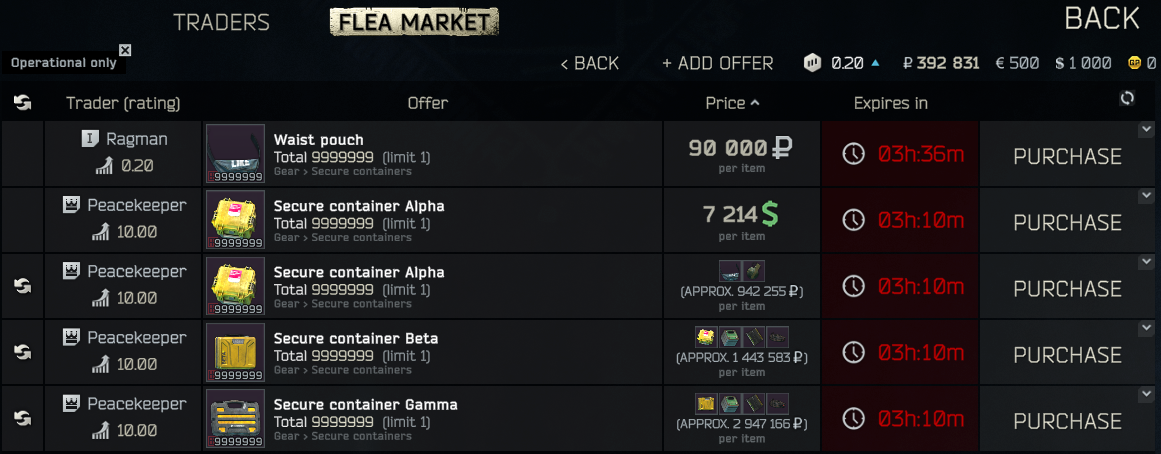 TRADERS FLEA MARKET BACK
Operational only
< BACK + ADD OFFER 0.20 ₽ 392 831 € 500 $ 1 000 GP 0
Trader (rating) Offer Price Expires in
I Ragman
0.20
LIKE
9999999
Waist pouch
Total 9999999 (limit 1)
Gear > Secure containers
90 000 ₽
per item
03h:36m
PURCHASE
Peacekeeper
10.00
9999999
Secure container Alpha
Total 9999999 (limit 1)
Gear > Secure containers
7 214 $
per item
03h:10m
PURCHASE
Peacekeeper
10.00
9999999
Secure container Alpha
Total 9999999 (limit 1)
Gear > Secure containers
(APPROX. 942 255 ₽)
per item
03h:10m
PURCHASE
Peacekeeper
10.00
9999999
Secure container Beta
Total 9999999 (limit 1)
Gear > Secure containers
(APPROX. 1 443 583 ₽)
per item
03h:10m
PURCHASE
Peacekeeper
10.00
9999999
Secure container Gamma
Total 9999999 (limit 1)
Gear > Secure containers
(APPROX. 2 947 166 ₽)
per item
03h:10m
PURCHASE